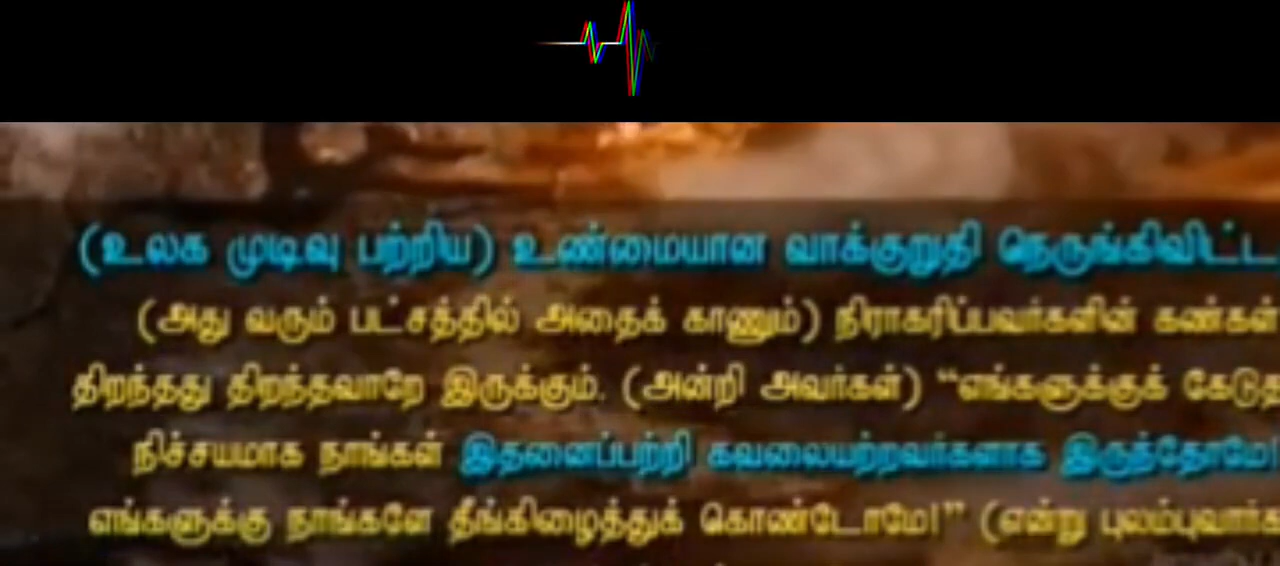 (உலக முடிவு பற்றிய) உண்மையான வாக்குறுதி நெருங்கிவிட்ட
(அது வரும் பட்சத்தில் அதைக் காணும்) நிராகரிப்பவர்களின் கண்கள்
திறந்தது திறந்தவாறே இருக்கும். (அன்றி அவர்கள்) “எங்களுக்குக்
நிச்சயமாக நாங்கள் இதனைப்பற்றி கவலையற்றவர்களாக இருந்தோமே!
எங்களுக்கு நாங்களே தீங்கிழைத்துக் கொண்டோமே!” (என்று